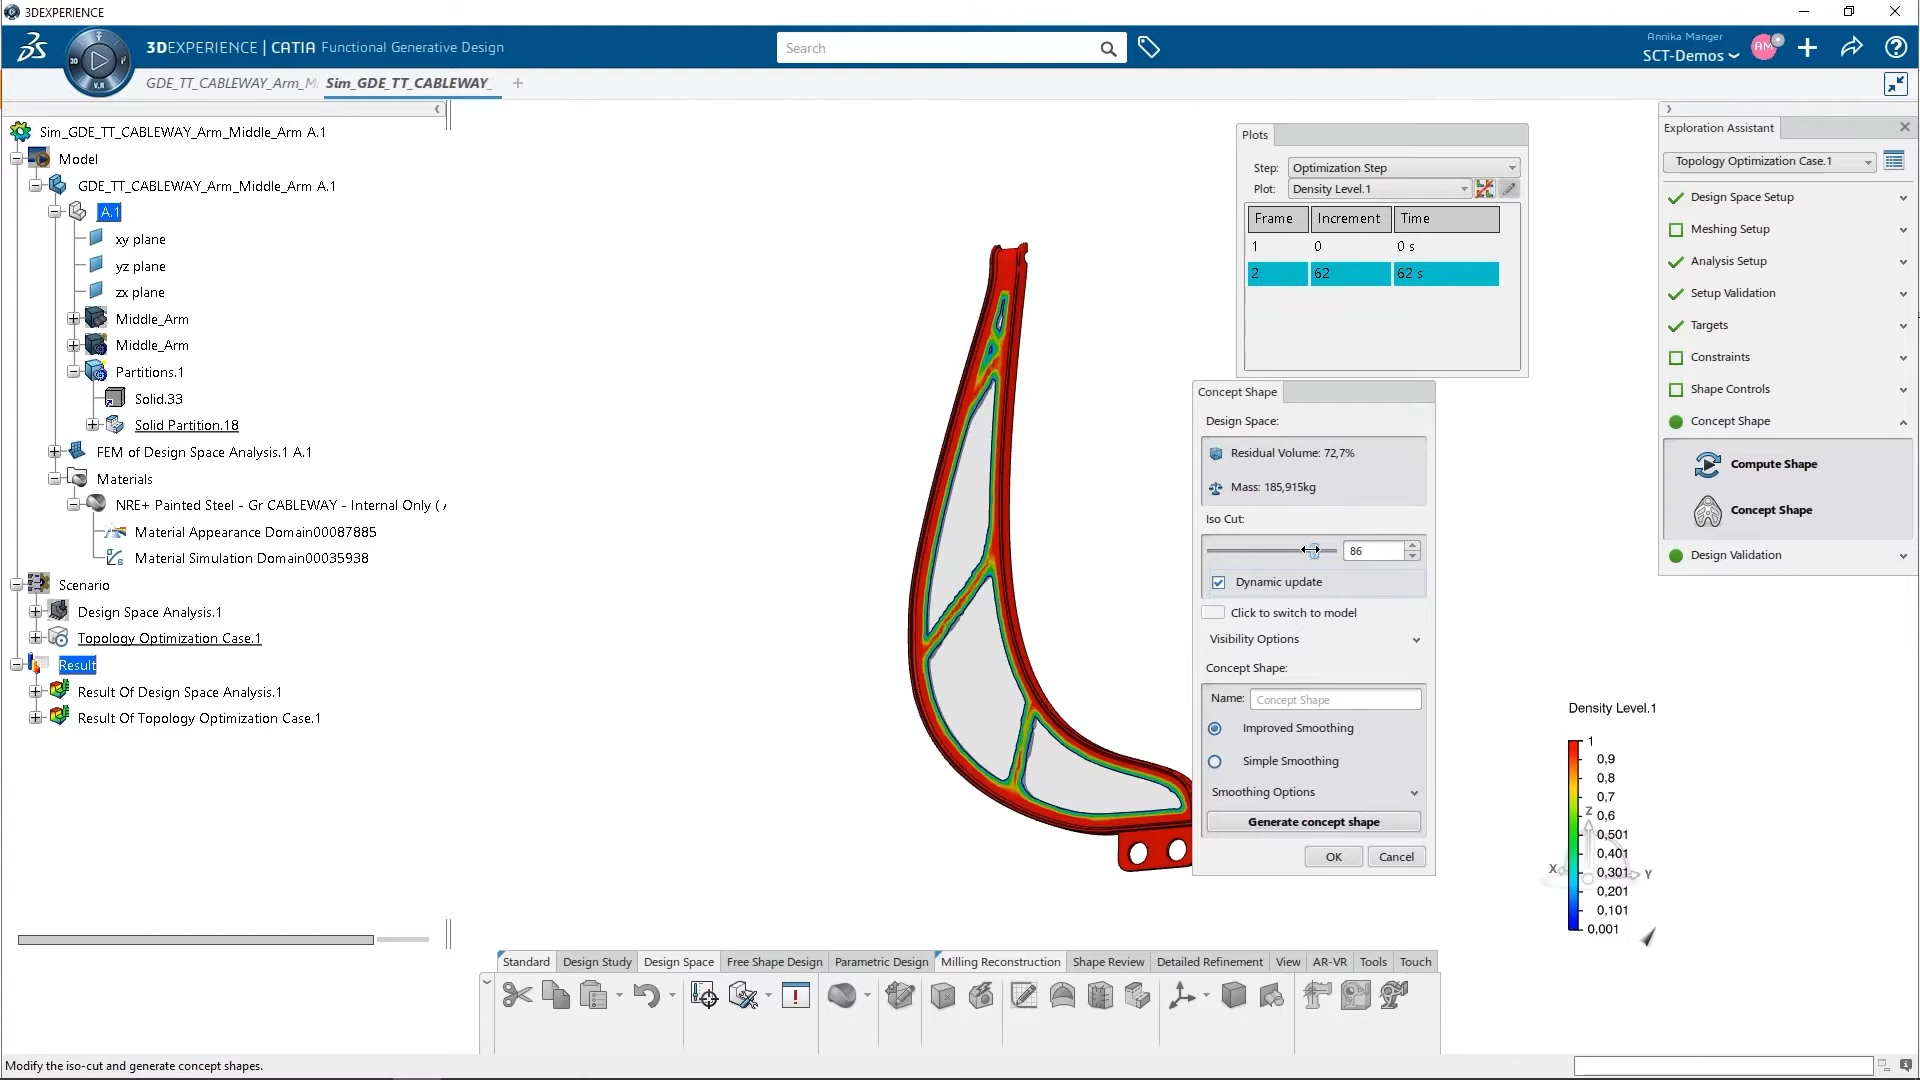 3DEXPERIENCE
3DEXPERIENCE | CATIA Functional Generative Design
Search
Annika Manger
SCT-Demos
AM
3D
V.R
GDE_TT_CABLEWAY_Arm_M
Sim_GDE_TT_CABLEWAY_
Sim_GDE_TT_CABLEWAY_Arm_Middle_Arm A.1
Model
GDE_TT_CABLEWAY_Arm_Middle_Arm A.1
A.1
xy plane
yz plane
zx plane
Middle_Arm
Middle_Arm
Partitions.1
Solid.33
Solid Partition.18
FEM of Design Space Analysis.1 A.1
Materials
NRE+ Painted Steel - Gr CABLEWAY - Internal Only (
Material Appearance Domain00087885
Material Simulation Domain00035938
Scenario
Design Space Analysis.1
Topology Optimization Case.1
Result
Result Of Design Space Analysis.1
Result Of Topology Optimization Case.1
Plots
Step: Optimization Step
Plot: Density Level.1
Frame Increment Time
1 0 0 s
2 62 62 s
Concept Shape
Design Space:
Residual Volume: 72,7%
Mass: 185,915kg
Iso Cut:
86
Dynamic update
Click to switch to model
Visibility Options
Concept Shape:
Name: Concept Shape
Improved Smoothing
Simple Smoothing
Smoothing Options
Generate concept shape
OK Cancel
Exploration Assistant
Topology Optimization Case.1
Design Space Setup
Meshing Setup
Analysis Setup
Setup Validation
Targets
Constraints
Shape Controls
Concept Shape
Compute Shape
Concept Shape
Design Validation
Density Level.1
1
0,9
0,8
0,7
0,6
0,501
0,401
0,301
0,201
0,101
0,001
Z
X
Y
Standard Design Study Design Space Free Shape Design Parametric Design Milling Reconstruction Shape Review Detailed Refinement View AR-VR Tools Touch
Modify the iso-cut and generate concept shapes.